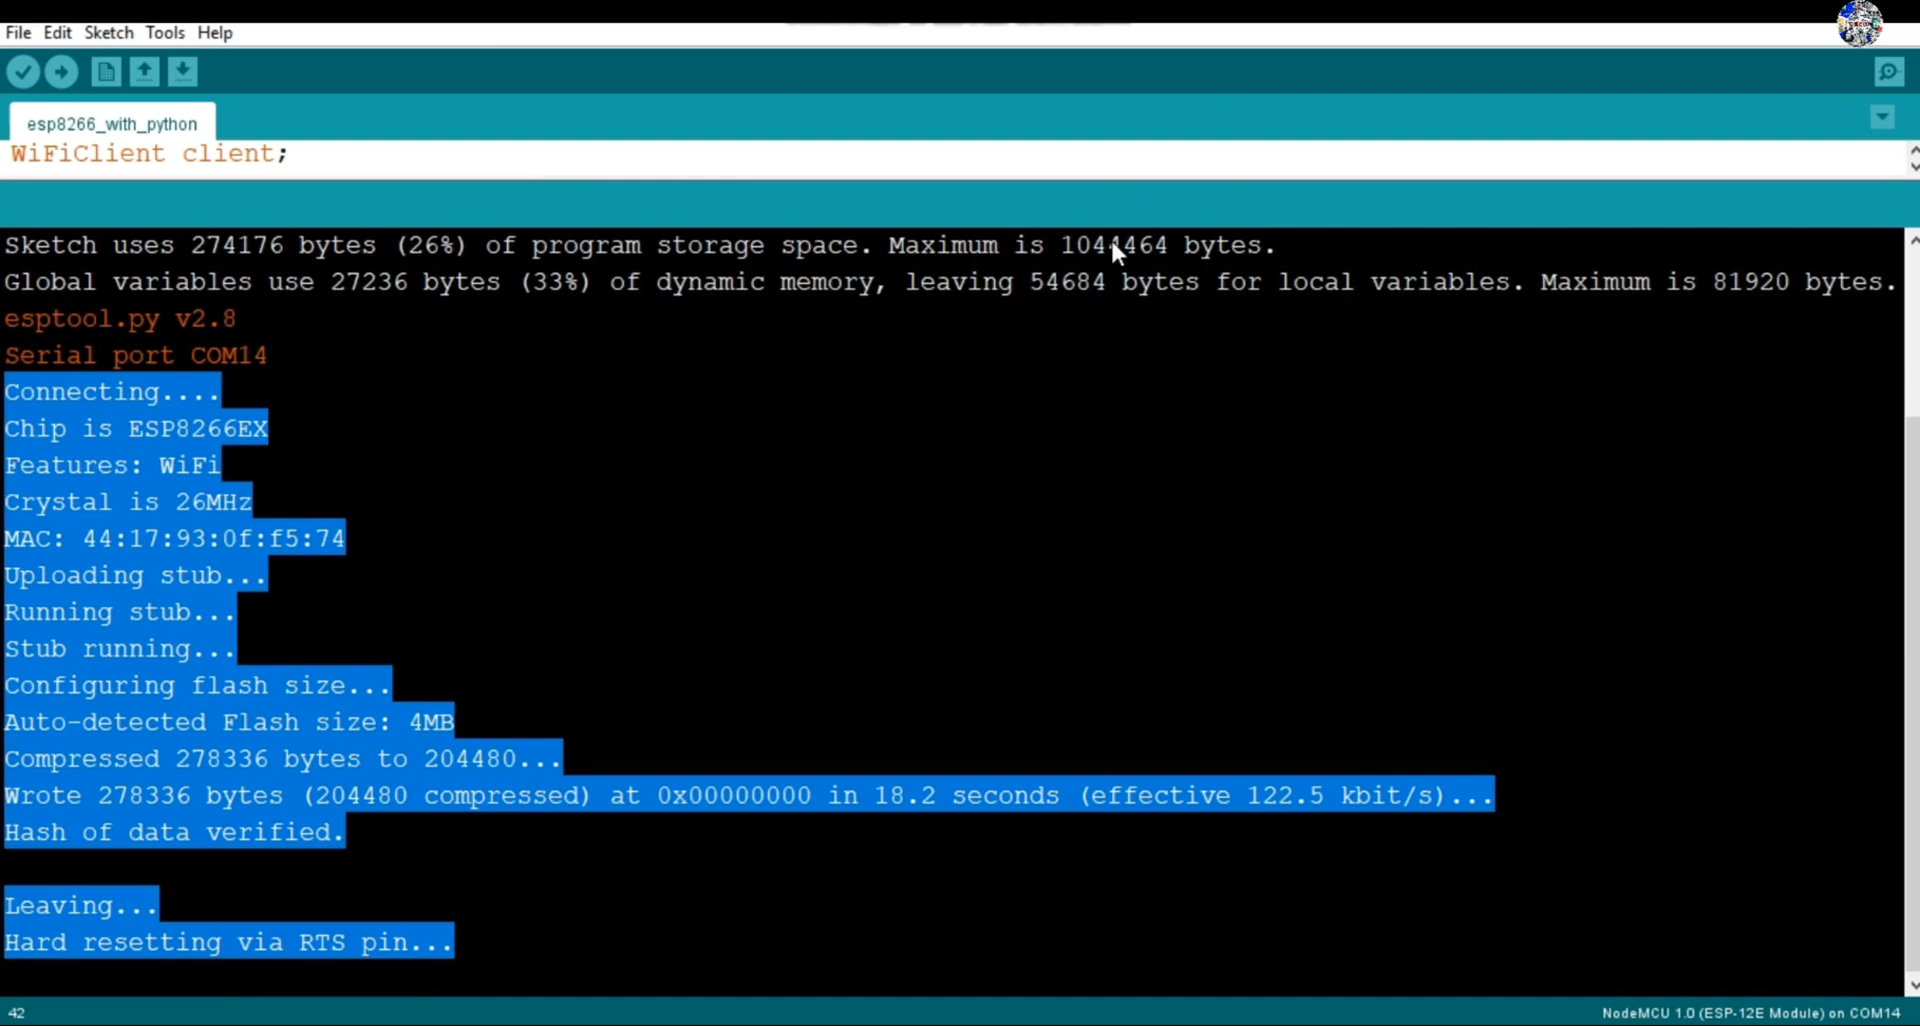 File Edit Sketch Tools Help
esp8266_with_python
WiFiClient client;
Sketch uses 274176 bytes (26%) of program storage space. Maximum is 1044464 bytes.
Global variables use 27236 bytes (33%) of dynamic memory, leaving 54684 bytes for local variables. Maximum is 81920 bytes.
esptool.py v2.8
Serial port COM14
Connecting....
Chip is ESP8266EX
Features: WiFi
Crystal is 26MHz
MAC: 44:17:93:0f:f5:74
Uploading stub...
Running stub...
Stub running...
Configuring flash size...
Auto-detected Flash size: 4MB
Compressed 278336 bytes to 204480...
Wrote 278336 bytes (204480 compressed) at 0x00000000 in 18.2 seconds (effective 122.5 kbit/s)...
Hash of data verified.
Leaving...
Hard resetting via RTS pin...
42
NodeMCU 1.0 (ESP-12E Module) on COM14